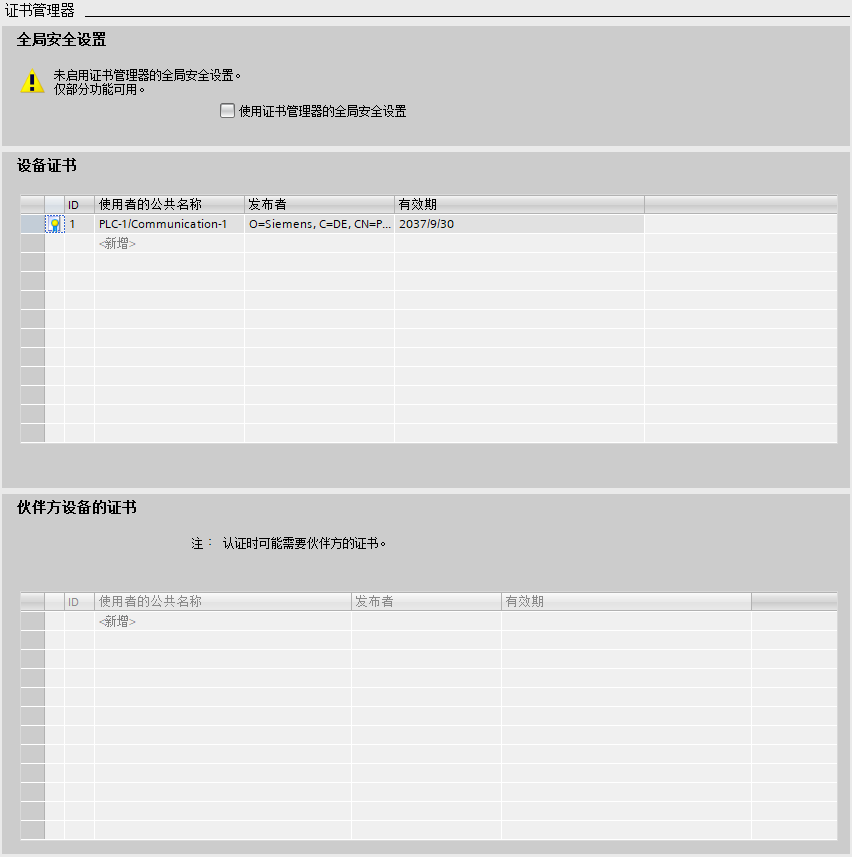 证书管理器
全局安全设置
未启用证书管理器的全局安全设置。
仅部分功能可用。
使用证书管理器的全局安全设置
设备证书
ID 使用者的公共名称 发布者 有效期
1 PLC-1/Communication-1 O=Siemens, C=DE, CN=P... 2037/9/30
<新增>
伙伴方设备的证书
注： 认证时可能需要伙伴方的证书。
ID 使用者的公共名称 发布者 有效期
<新增>